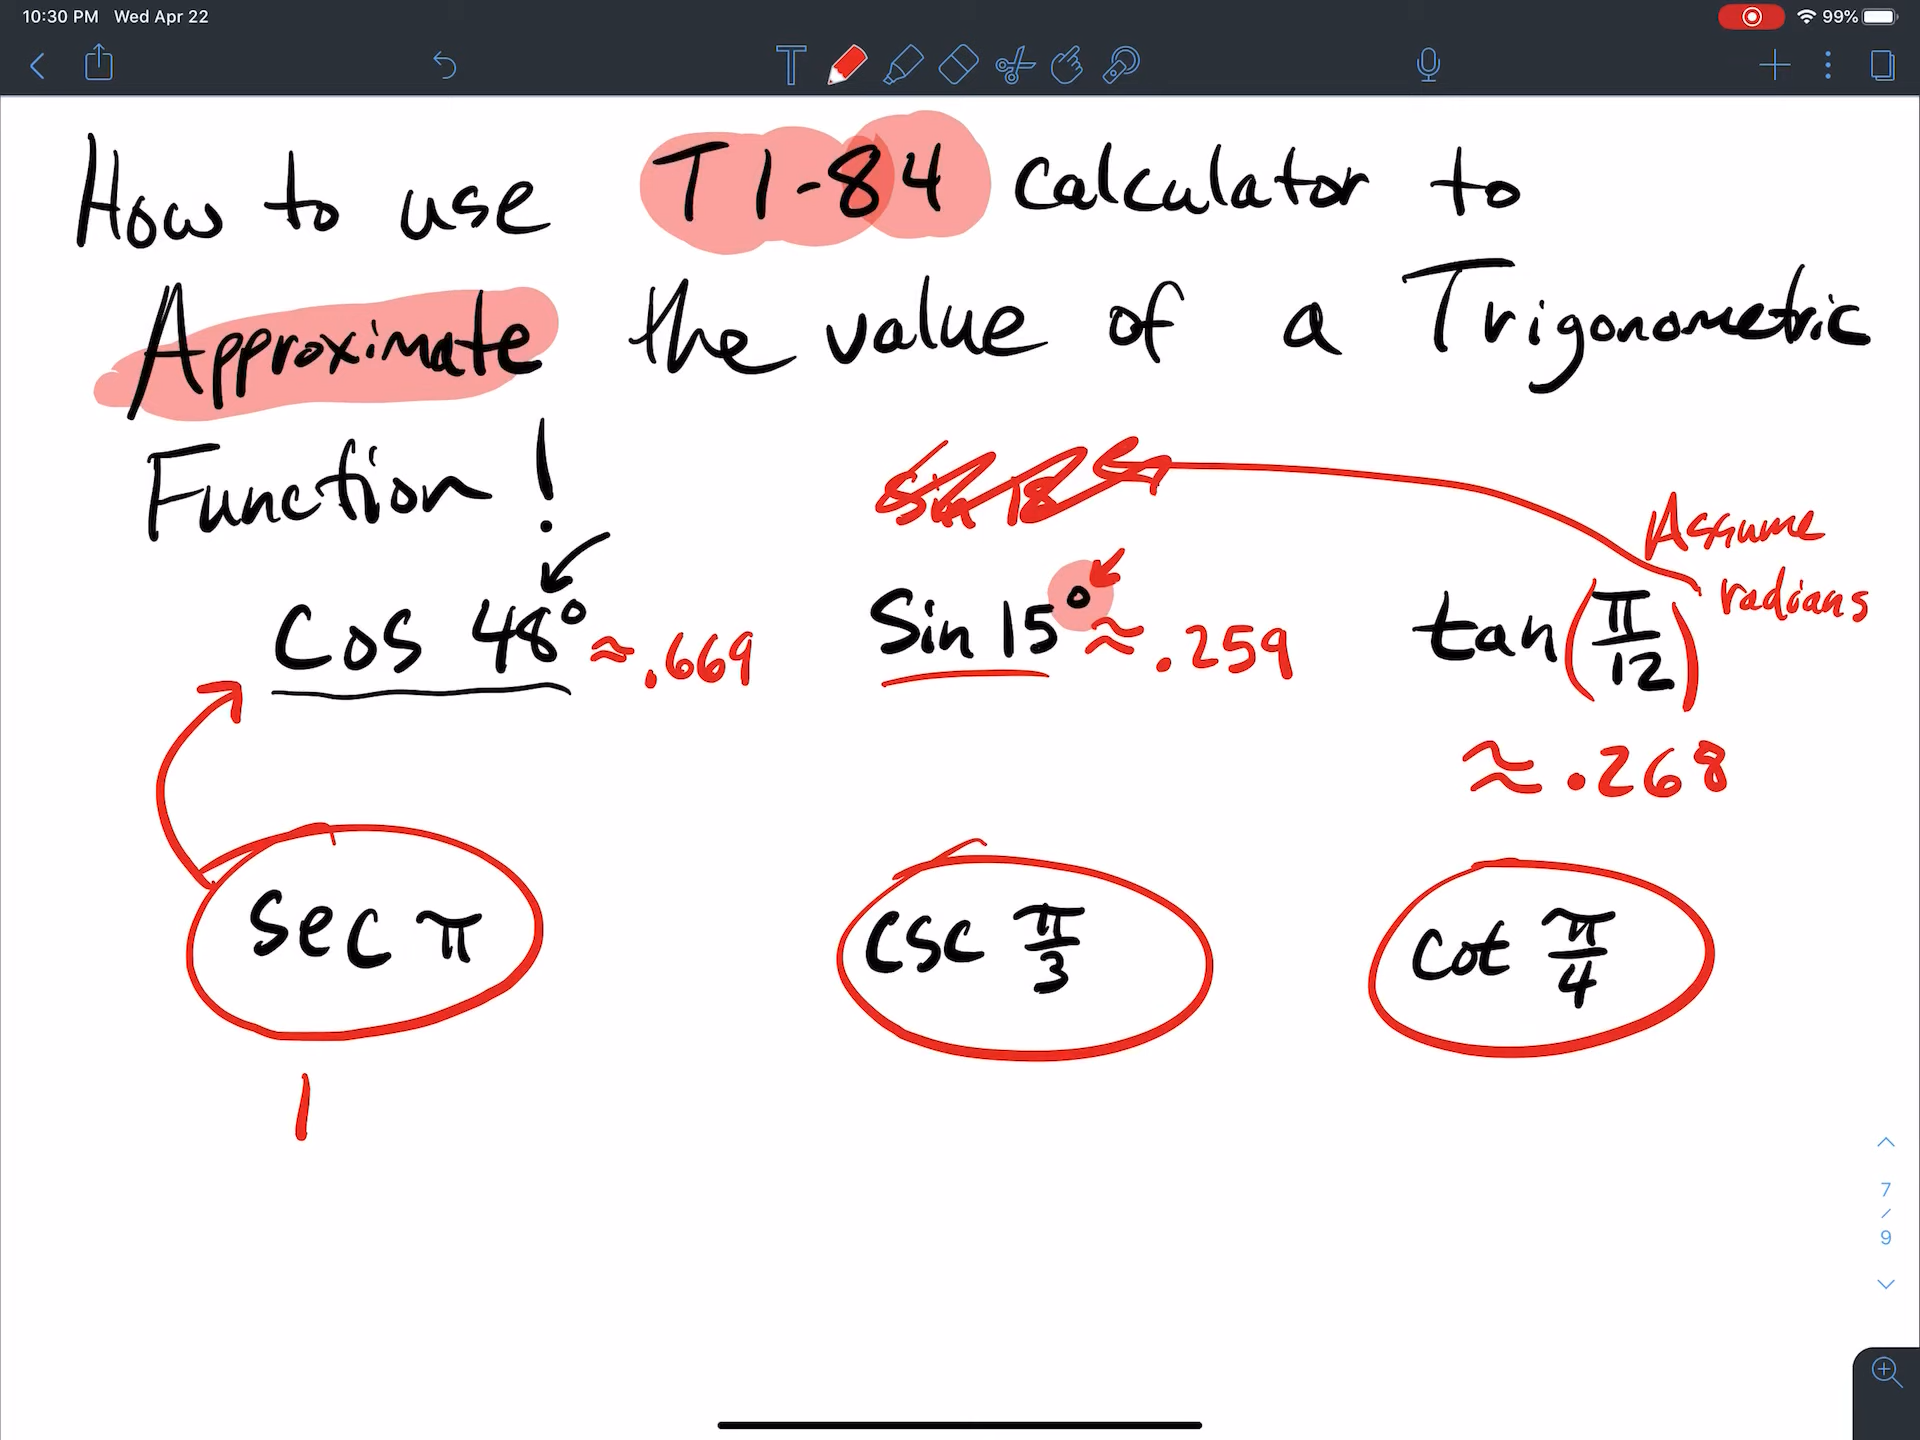 10:30 PM Wed Apr 22
99%
How to use TI-84 calculator to
Approximate the value of a Trigonometric
Function!
Sin 18
Assume
radians
Cos 48° ≈ .669
Sin 15° ≈ .259
tan(π/12)
≈ .268
sec π
csc π/3
cot π/4
1
7
/
9